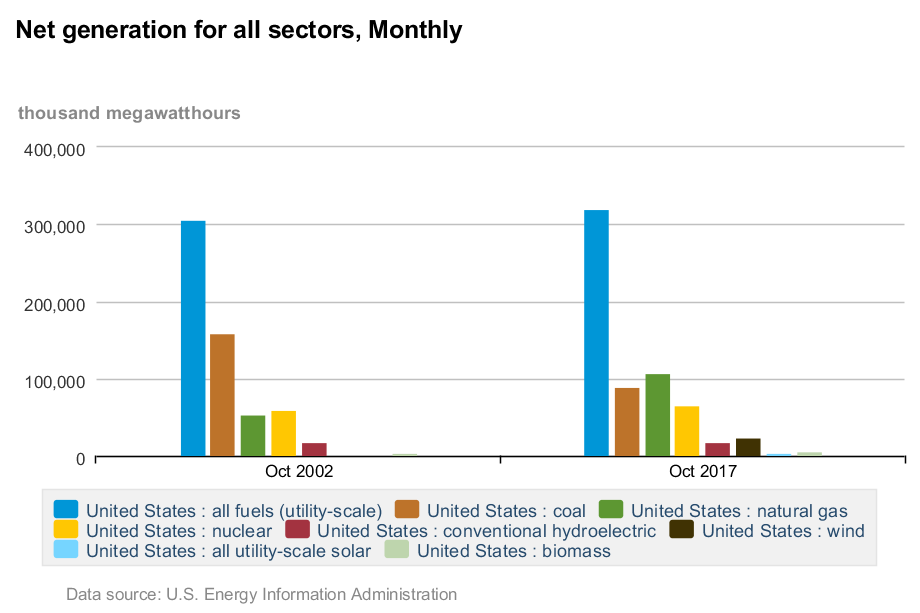 Net generation for all sectors, Monthly
thousand megawatthours
400,000
300,000
200,000
100,000
0
Oct 2002 Oct 2017
United States : all fuels (utility-scale) United States : coal United States : natural gas
United States : nuclear United States : conventional hydroelectric United States : wind
United States : all utility-scale solar United States : biomass
Data source: U.S. Energy Information Administration